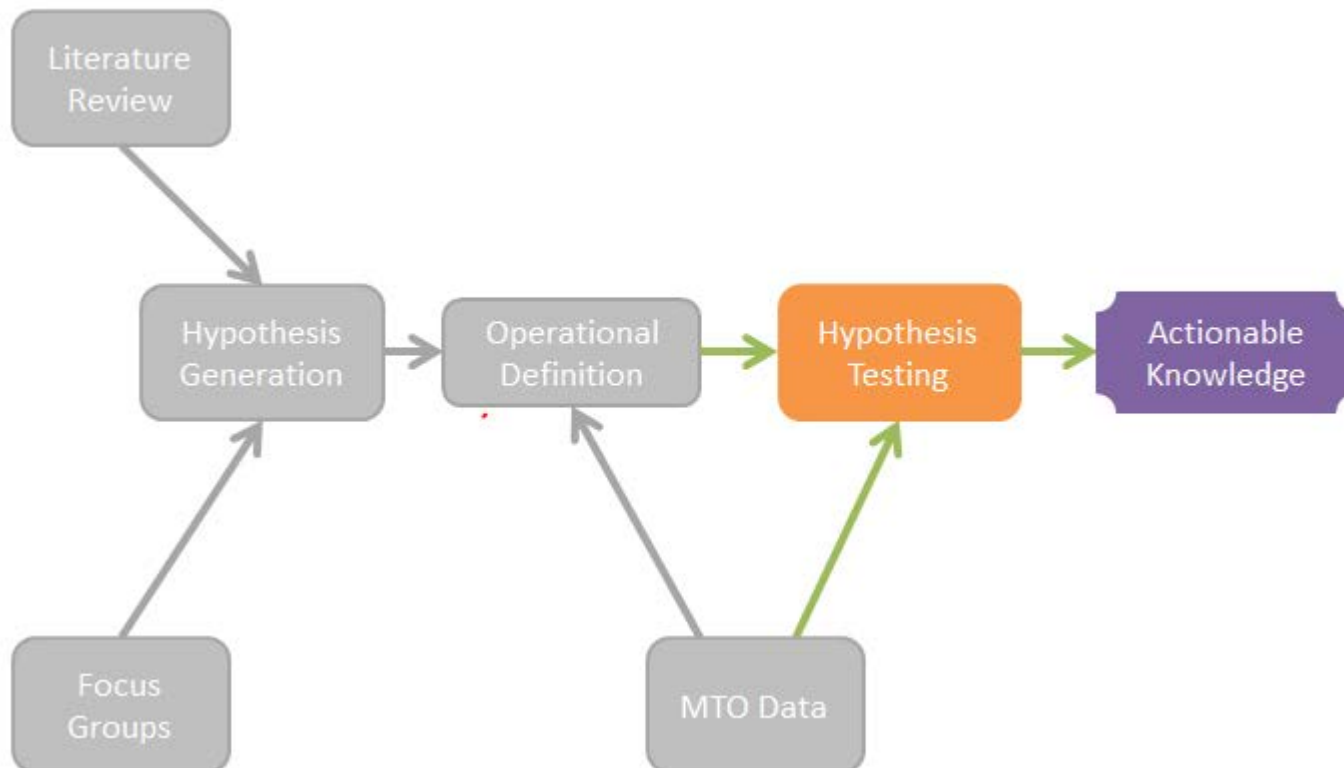 Literature
Review
Hypothesis
Generation
Operational
Definition
Hypothesis
Testing
Actionable
Knowledge
Focus
Groups
MTO Data